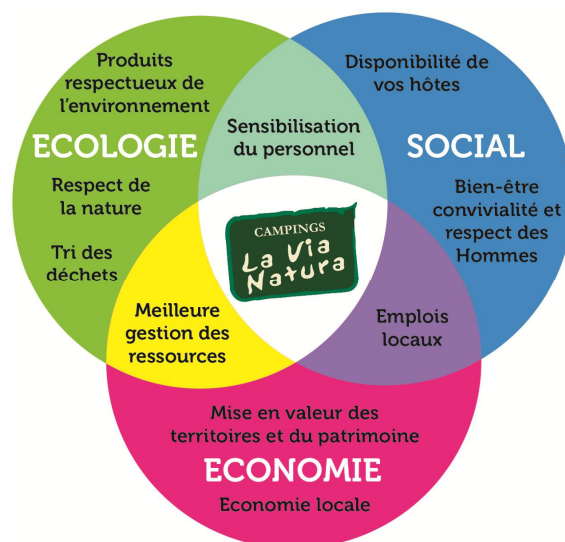 Produits
respectueux de
l'environnement
ECOLOGIE
Respect de
la nature
Tri des
déchets
Sensibilisation
du personnel
Disponibilité de
vos hôtes
SOCIAL
Bien-être
convivialité et
respect des
Hommes
CAMPINGS
La Via
Natura
Meilleure
gestion des
ressources
Emplois
locaux
Mise en valeur des
territoires et du patrimoine
ECONOMIE
Economie locale